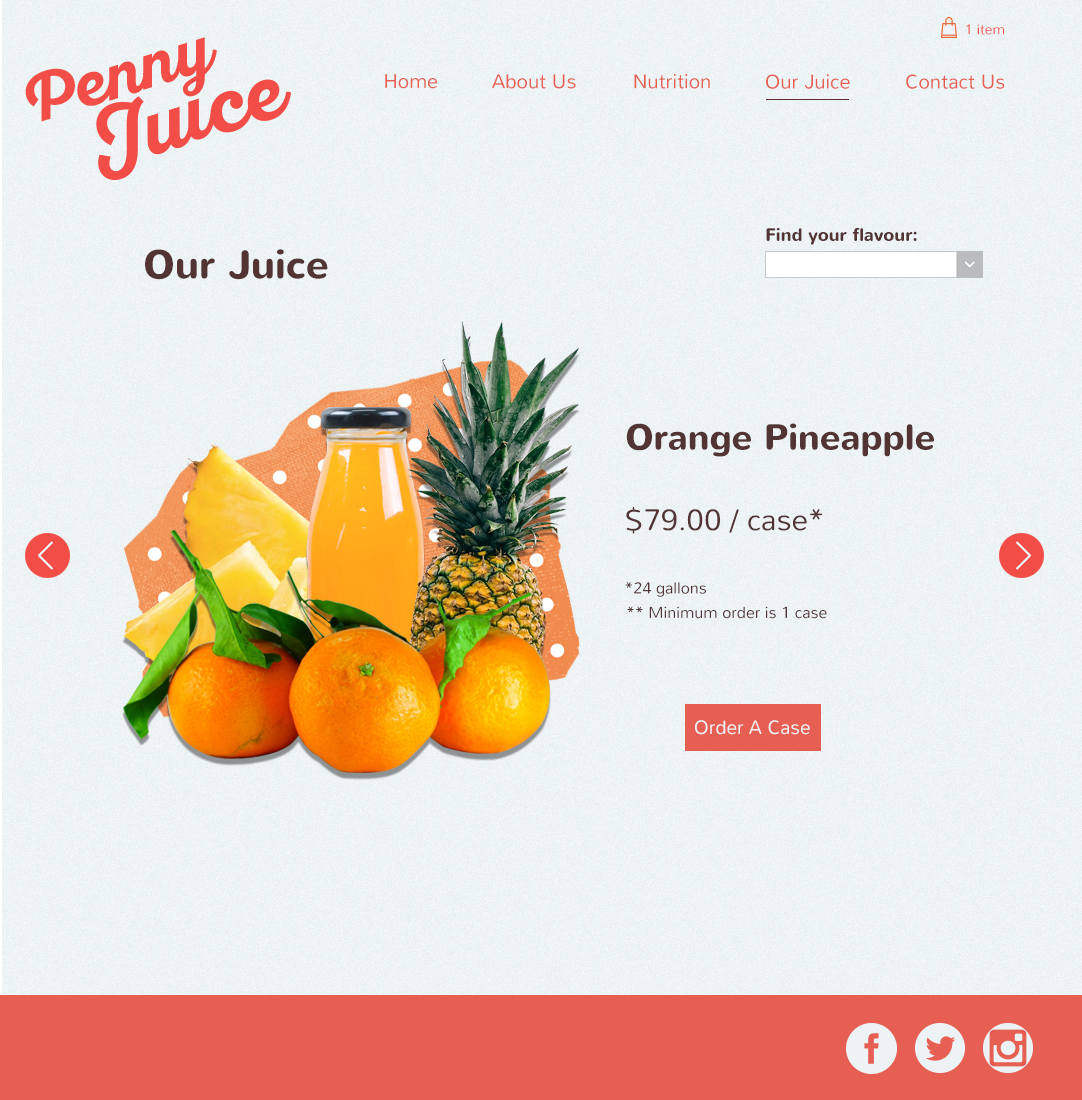 1 item
Penny
Juice
Home About Us Nutrition Our Juice Contact Us
Find your flavour:
Our Juice
Orange Pineapple
$79.00 / case*
*24 gallons
** Minimum order is 1 case
Order A Case